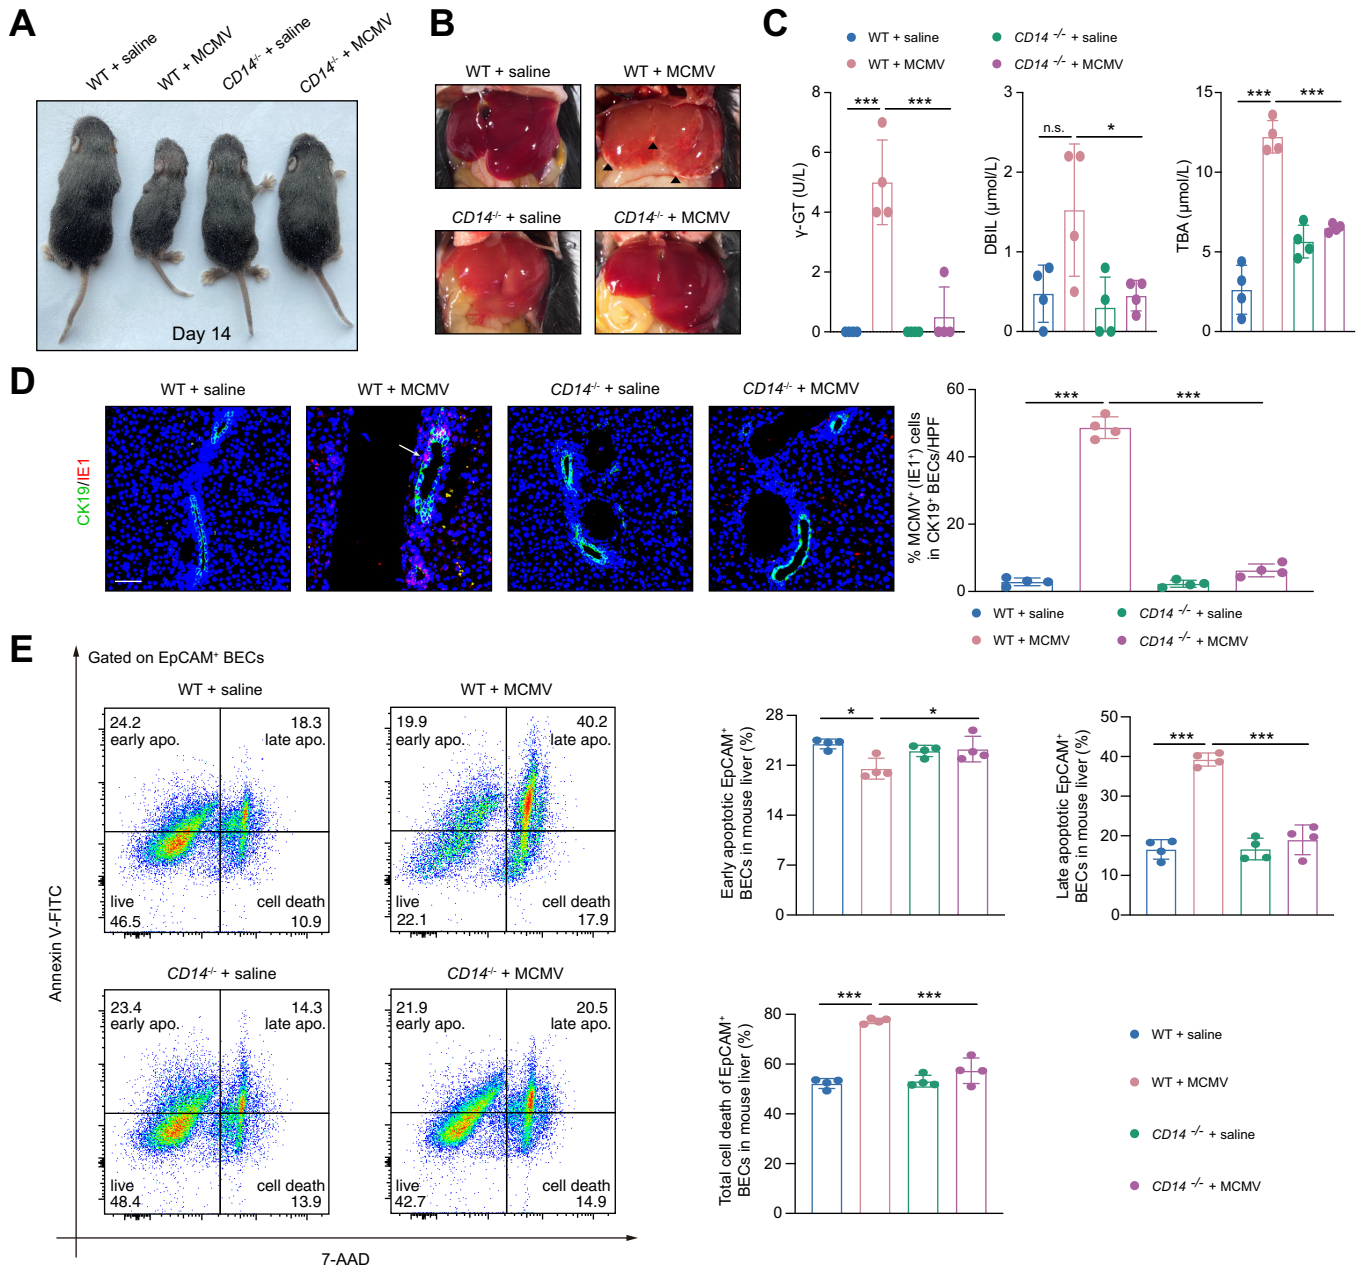 A
WT + saline
WT + MCMV
CD14-/- + saline
CD14-/- + MCMV
Day 14
B
WT + saline
WT + MCMV
CD14-/- + saline
CD14-/- + MCMV
C
WT + saline
CD14 -/- + saline
WT + MCMV
CD14 -/- + MCMV
γ-GT (U/L)
8
6
4
2
0
***
***
DBIL (μmol/L)
3
2
1
0
n.s.
*
TBA (μmol/L)
15
10
5
0
***
***
D
CK19/IE1
WT + saline
WT + MCMV
CD14-/- + saline
CD14-/- + MCMV
% MCMV+ (IE1+) cells
in CK19+ BECs/HPF
60
40
20
0
***
***
WT + saline
CD14 -/- + saline
WT + MCMV
CD14 -/- + MCMV
E
Gated on EpCAM+ BECs
Annexin V-FITC
7-AAD
WT + saline
24.2
early apo.
18.3
late apo.
live
46.5
cell death
10.9
WT + MCMV
19.9
early apo.
40.2
late apo.
live
22.1
cell death
17.9
CD14-/- + saline
23.4
early apo.
14.3
late apo.
live
48.4
cell death
13.9
CD14-/- + MCMV
21.9
early apo.
20.5
late apo.
live
42.7
cell death
14.9
Early apoptotic EpCAM+
BECs in mouse liver (%)
28
21
14
7
0
*
*
Late apoptotic EpCAM+
BECs in mouse liver (%)
50
40
30
20
10
0
***
***
Total cell death of EpCAM+
BECs in mouse liver (%)
80
60
40
20
0
***
***
WT + saline
WT + MCMV
CD14 -/- + saline
CD14 -/- + MCMV